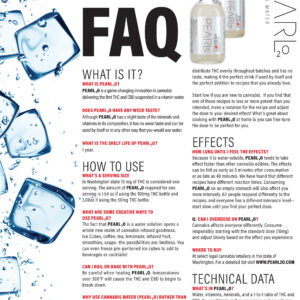 FAQ
WHAT IS IT?
WHAT IS PEARL2O?
PEARL2O is a game changing innovation in cannabis
delivering the first THC and CBD suspended in a water vessel.
DOES PEARL2O HAVE ANY WEED TASTE?
Although PEARL2O has a slight taste of the minerals and
vitamins in its composition, it has no weed taste and can be
used by itself or in any other way that you would use water.
WHAT IS THE SHELF LIFE OF PEARL2O?
1 year.
HOW TO USE
WHAT'S A SERVING SIZE
In Washington state 10 mg of THC is considered one
serving. The amount of PEARL2O required for one
serving is 1/4 oz if using the 100mg THC bottle and
2.08oz if using the 10mg THC bottle.
WHAT ARE SOME CREATIVE WAYS TO
USE PEARL2O?
The fact that PEARL2O is a water solution opens a
whole new realm of cannabis infused goodness.
Ice Cubes, coffee, tea, lemonade, infused fruit,
smoothies, soups- the possibilities are limitless. You
can even freeze pre portioned ice cubes to add to
beverages or cocktails!
CAN I BOIL OR BAKE WITH PEARL2O?
Be careful when heating PEARL2O; temperatures
over 300°F will cause the THC and CBD to begin to
break down.
WHY USE CANNABIS WATER (PEARL2O) RATHER THAN
distribute THC evenly throughout batches and has no
taste, making it the perfect drink if used by itself and
the perfect addition to recipes that you already love.
Start low if you are new to cannabis. If you find that
one of these recipes is less or more potent than you
intended, make a notation for the recipe and adjust
the dose to your desired effect! What's great about
cooking with PEARL2O at home is you can fine-tune
the dose to be perfect for you.
EFFECTS
HOW LONG UNTIL I FEEL THE EFFECTS?
Because it is water soluble, PEARL2O tends to take
effect faster than other cannabis edibles. The effects
can be felt as early as 5 minutes after consumption
or as late as 45 minutes. We have found that different
recipes have different reaction times. Consuming
PEARL2O on an empty stomach will also affect you
more intensely. All people respond differently to the
recipes, and everyone has a different tolerance level—
start slow until you find your perfect dose.
Q: CAN I OVERDOSE ON PEARL2O?
Cannabis affects everyone differently. Consume
responsibly starting with the standard dose (10mg)
and adjust slowly based on the effect you experience.
WHERE TO BUY
At select legal cannabis retailers in the state of
Washington. For a detailed list visit WWW.PEARL2O.COM
TECHNICAL DATA
WHAT'S IN PEARL2O?
Water, vitamins, minerals, and a 1-to-1 ratio of THC and